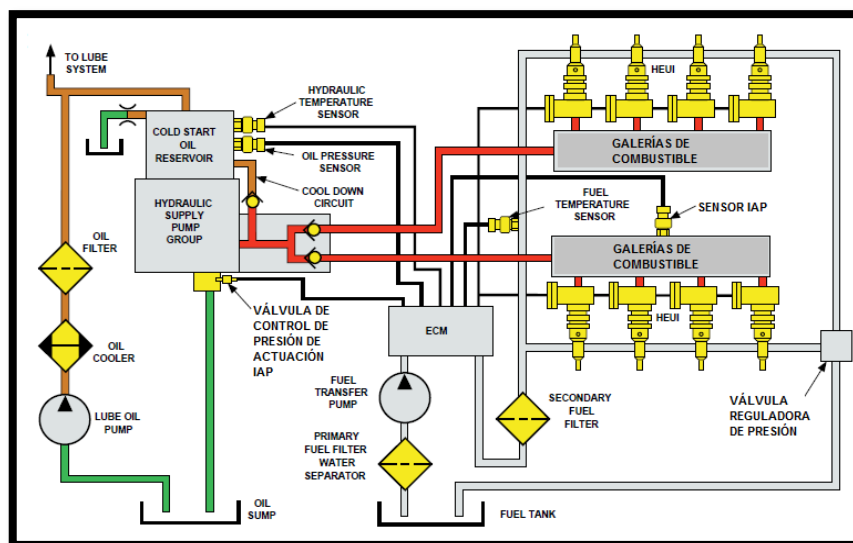 TO LUBE
SYSTEM
HYDRAULIC
TEMPERATURE
SENSOR
HEUI
COLD START
OIL
RESERVOIR
OIL PRESSURE
SENSOR
GALERÍAS DE
COMBUSTIBLE
COOL DOWN
CIRCUIT
HYDRAULIC
SUPPLY
PUMP
GROUP
FUEL
TEMPERATURE
SENSOR
SENSOR IAP
OIL
FILTER
GALERÍAS DE
COMBUSTIBLE
VÁLVULA DE
CONTROL DE
PRESIÓN DE
ACTUACIÓN
IAP
ECM
HEUI
OIL
COOLER
FUEL
TRANSFER
PUMP
SECONDARY
FUEL
FILTER
VÁLVULA
REGULADORA
DE PRESIÓN
LUBE OIL
PUMP
PRIMARY
FUEL FILTER
WATER
SEPARATOR
OIL
SUMP
FUEL TANK